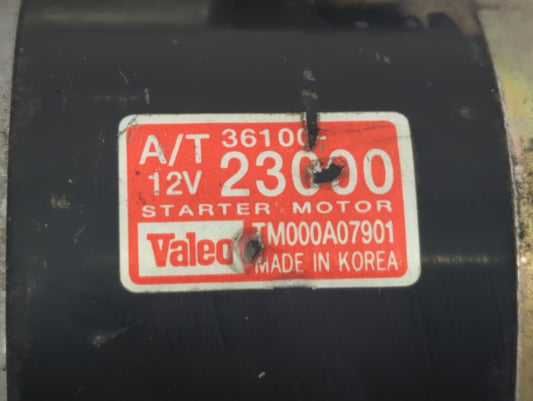 A/T 36100-
12V 23000
STARTER MOTOR
Valeo TM000A07901
MADE IN KOREA